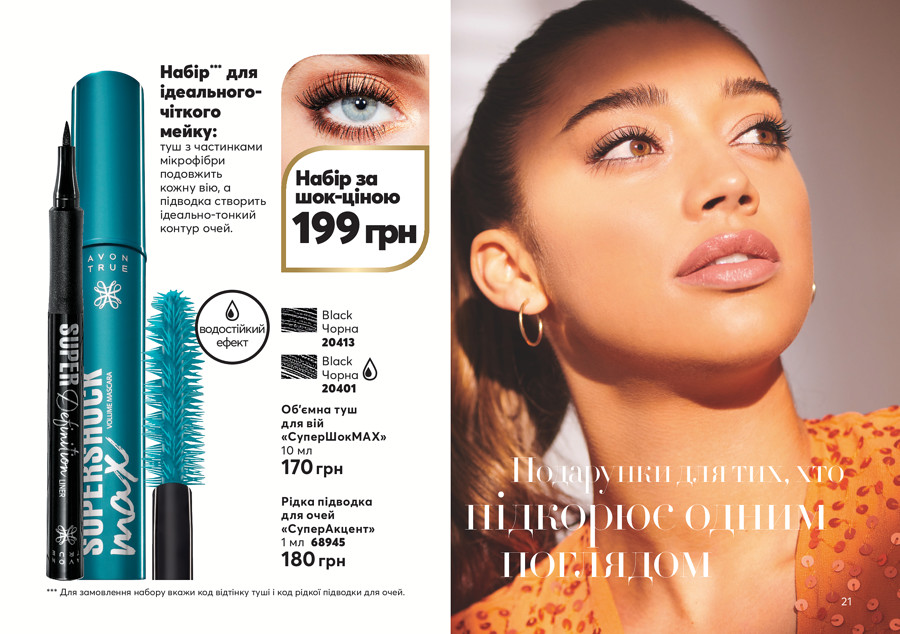 Набір*** для
ідеального-
чіткого
мейку:
туш з частинками
мікрофібри
подовжить
кожну вію, а
підводка створить
ідеально-тонкий
контур очей.
Набір за
шок-ціною
199 грн
AVON
TRUE
SUPERSHOCK
max
VOLUME MASCARA
SUPER
Definition
LINER
водостійкий
ефект
Black
Чорна
20413
Black
Чорна
20401
Об'ємна туш
для вій
«СуперШокМАХ»
10 мл
170 грн
Рідка підводка
для очей
«СуперАкцент»
1 мл 68945
180 грн
*** Для замовлення набору вкажи код відтінку туші і код рідкої підводки для очей.
Подарунки для тих, хто
підкорює одним
поглядом
21